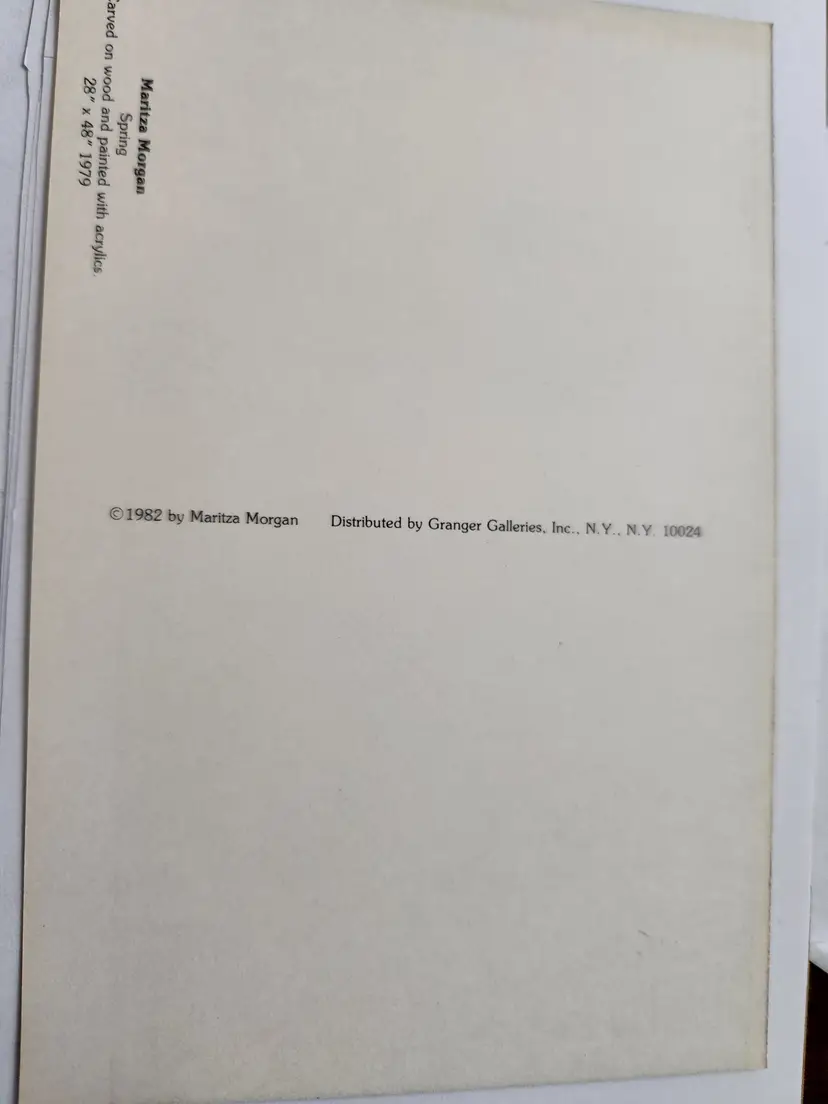 Maritza Morgan
Spring
Carved on wood and painted with acrylics.
28" x 48" 1979
©1982 by Maritza Morgan Distributed by Granger Galleries, Inc., N.Y., N.Y. 10024